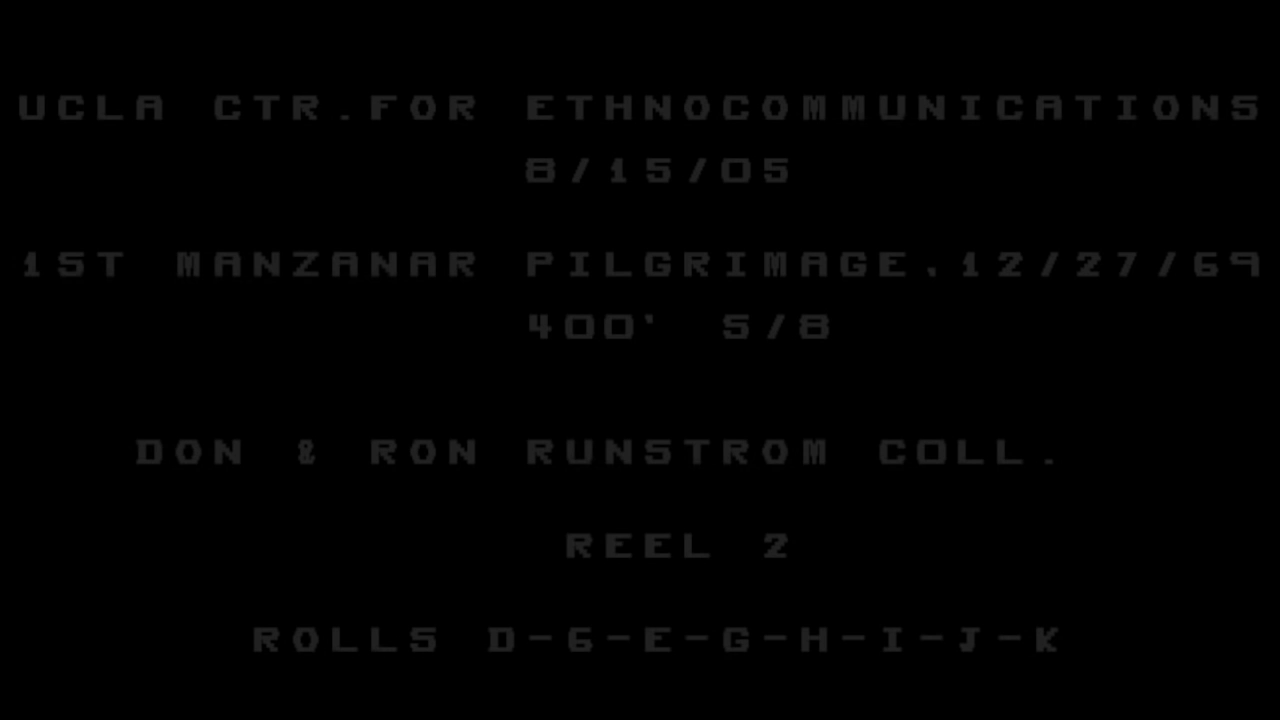 UCLA CTR.FOR ETHNOCOMMUNICATIONS
8/15/05
1ST MANZANAR PILGRIMAGE.12/27/69
400' 5/8
DON & RON RUNSTROM COLL.
REEL 2
ROLLS D-6-E-G-H-I-J-K